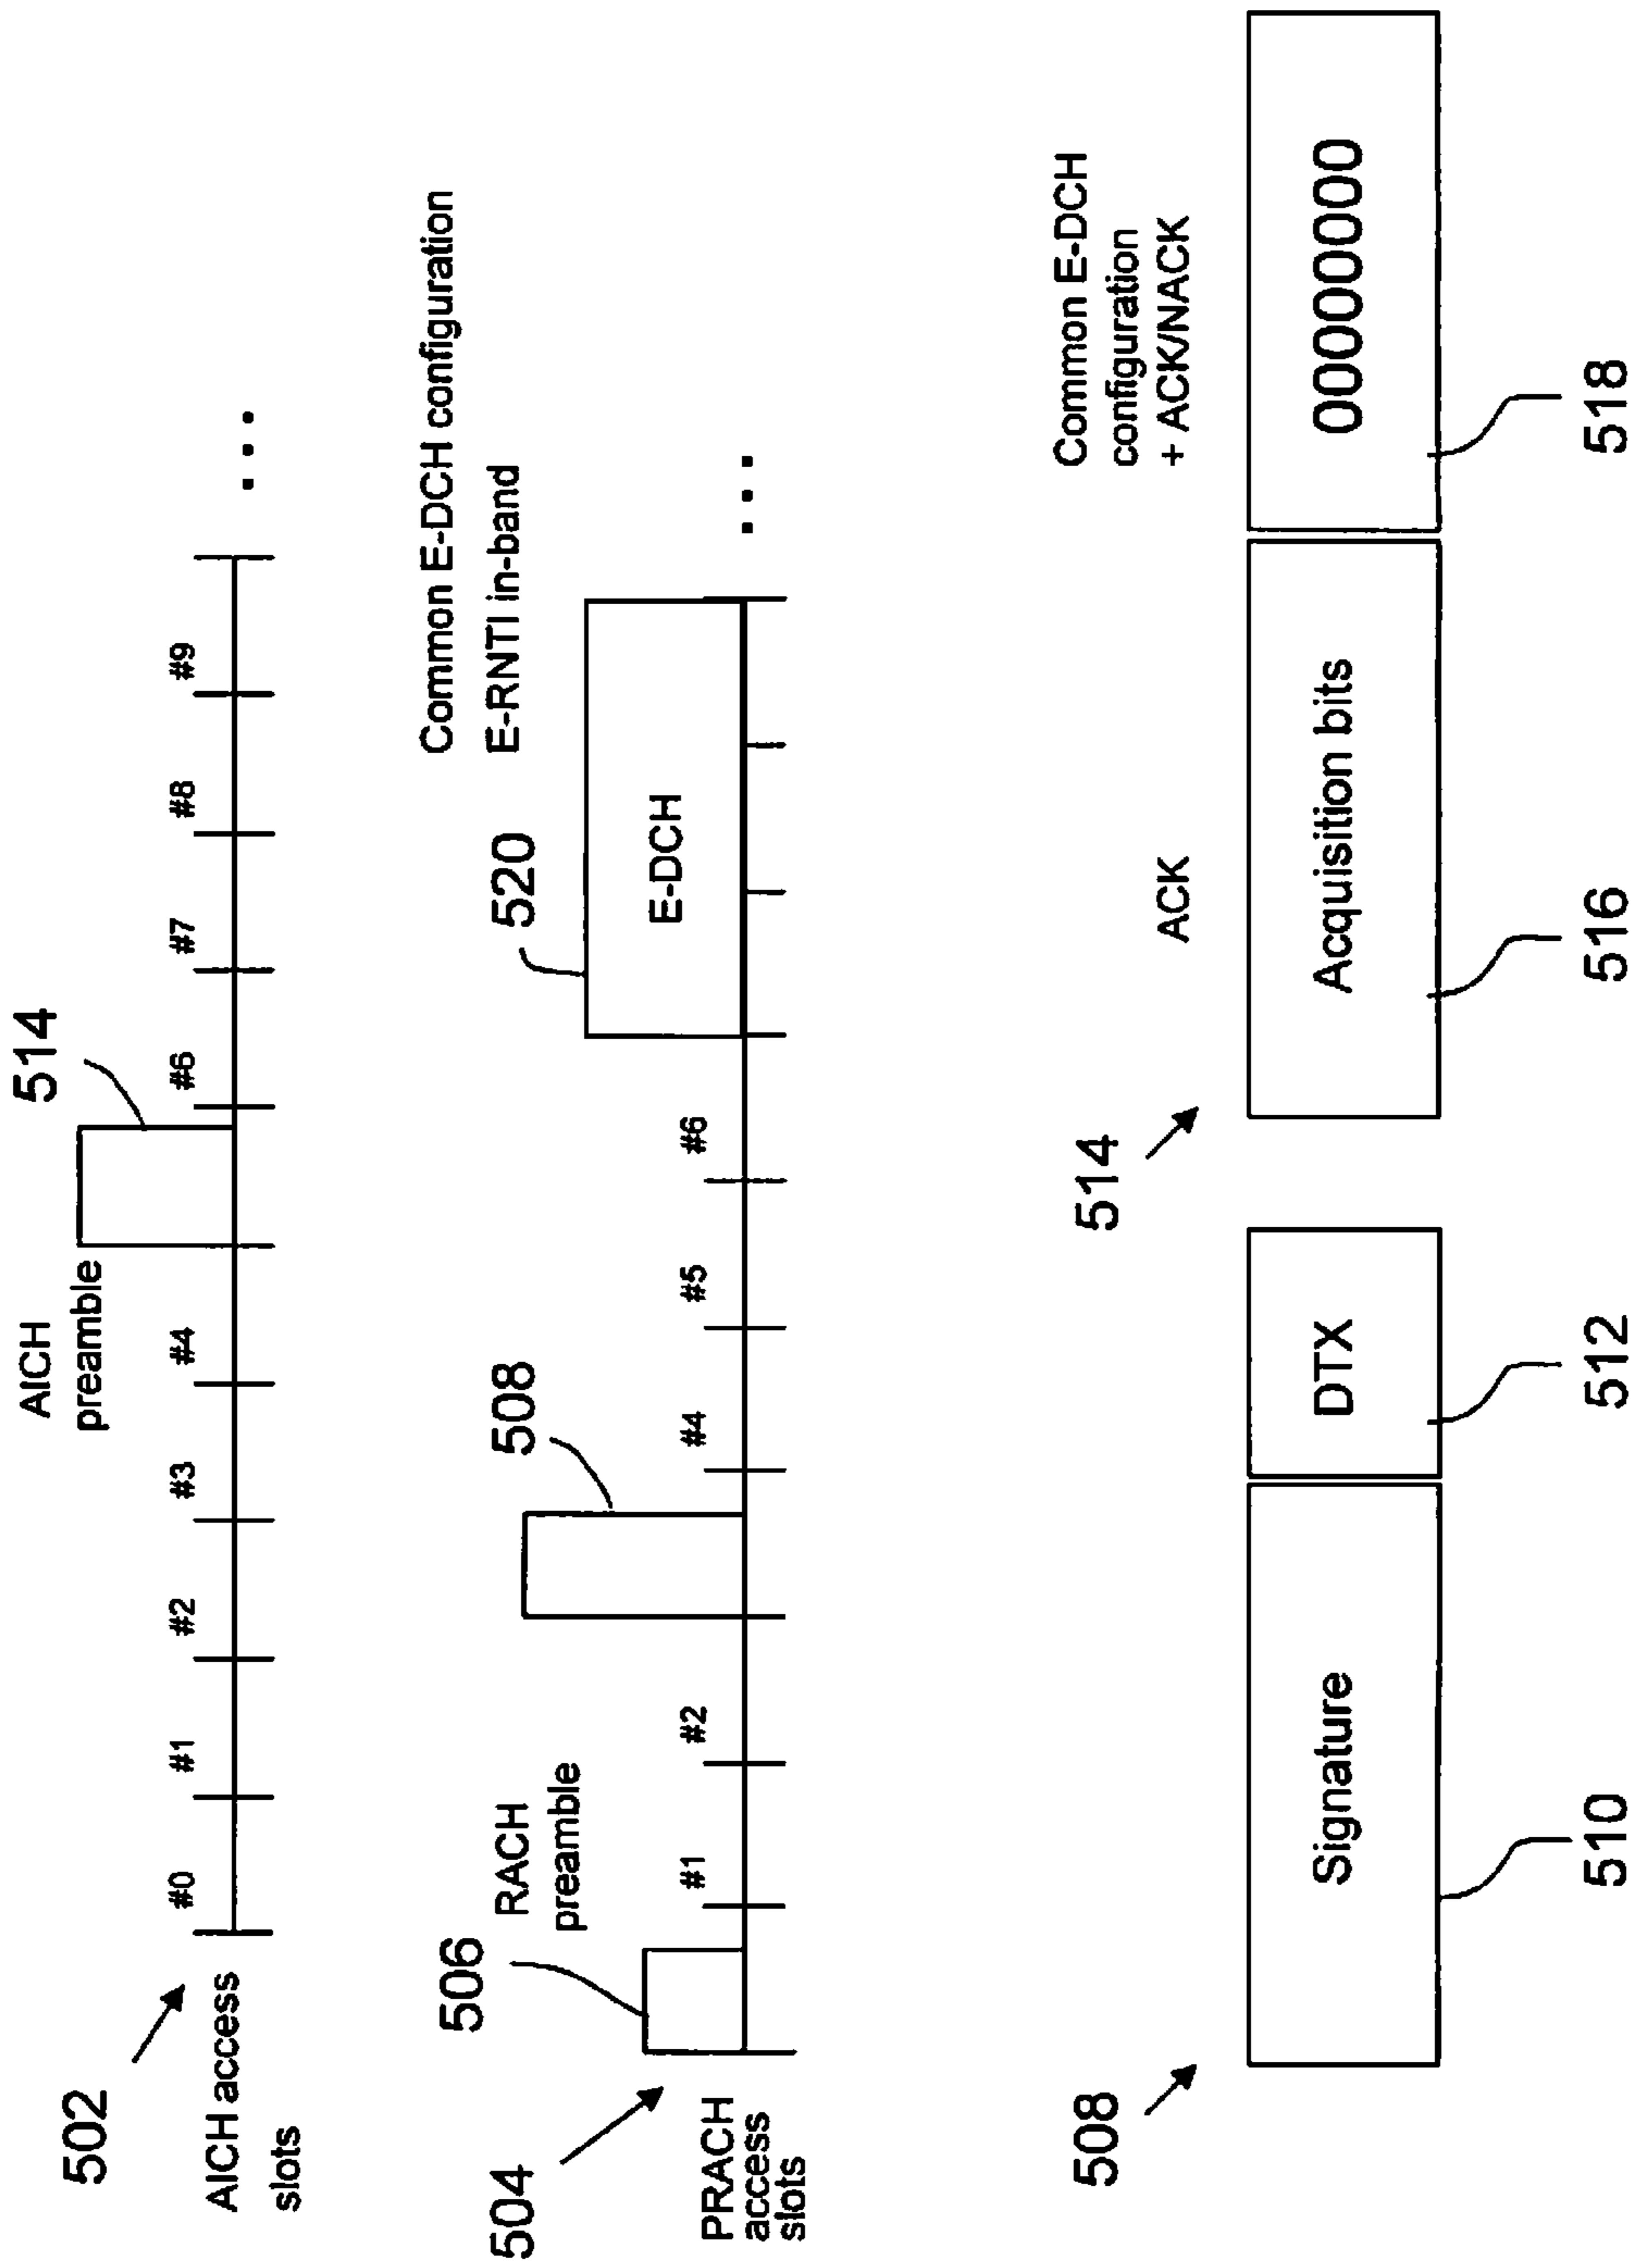 502
AICH access
slots
#0
#1
#2
#3
#4
AICH
preamble
514
#6
#7
#8
#9
...
504
PRACH
access
slots
506
RACH
preamble
#1
#2
508
#4
#5
#6
520
E-DCH
Common E-DCH configuration
E-RNTI in-band
...
508
Signature
510
DTX
512
514
ACK
Acquisition bits
516
Common E-DCH
configuration
+ ACK/NACK
00000000
518